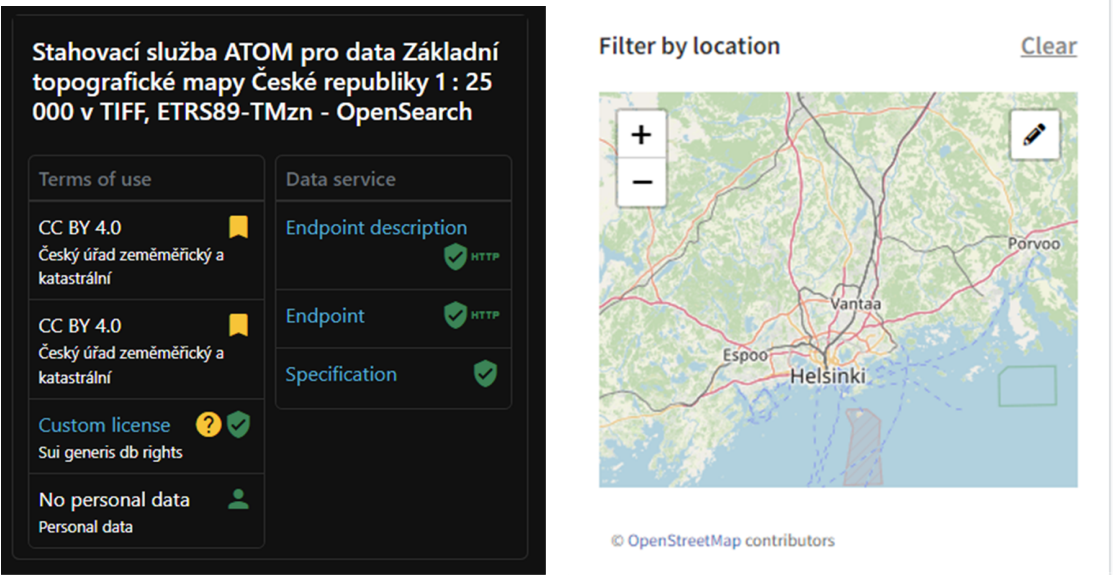 Stahovací služba ATOM pro data Základní
topografické mapy České republiky 1 : 25
000 v TIFF, ETRS89-TMzn - OpenSearch
Terms of use
CC BY 4.0
Český úřad zeměměřický a
katastrální
CC BY 4.0
Český úřad zeměměřický a
katastrální
Custom license
?
Sui generis db rights
No personal data
Personal data
Data service
Endpoint description
HTTP
Endpoint
HTTP
Specification
Filter by location
Clear
+
−
Porvoo
Vantaa
Espoo
Helsinki
© OpenStreetMap contributors